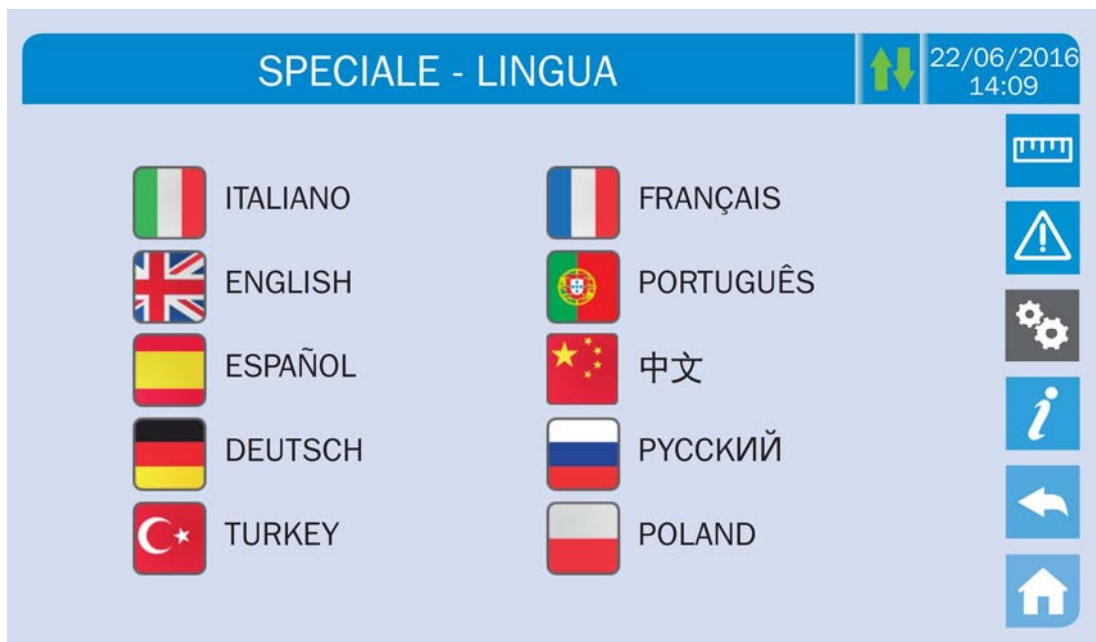 SPECIALE - LINGUA
22/06/2016
14:09
ITALIANO
FRANÇAIS
ENGLISH
PORTUGUÊS
ESPAÑOL
中文
DEUTSCH
РУССКИЙ
TURKEY
POLAND